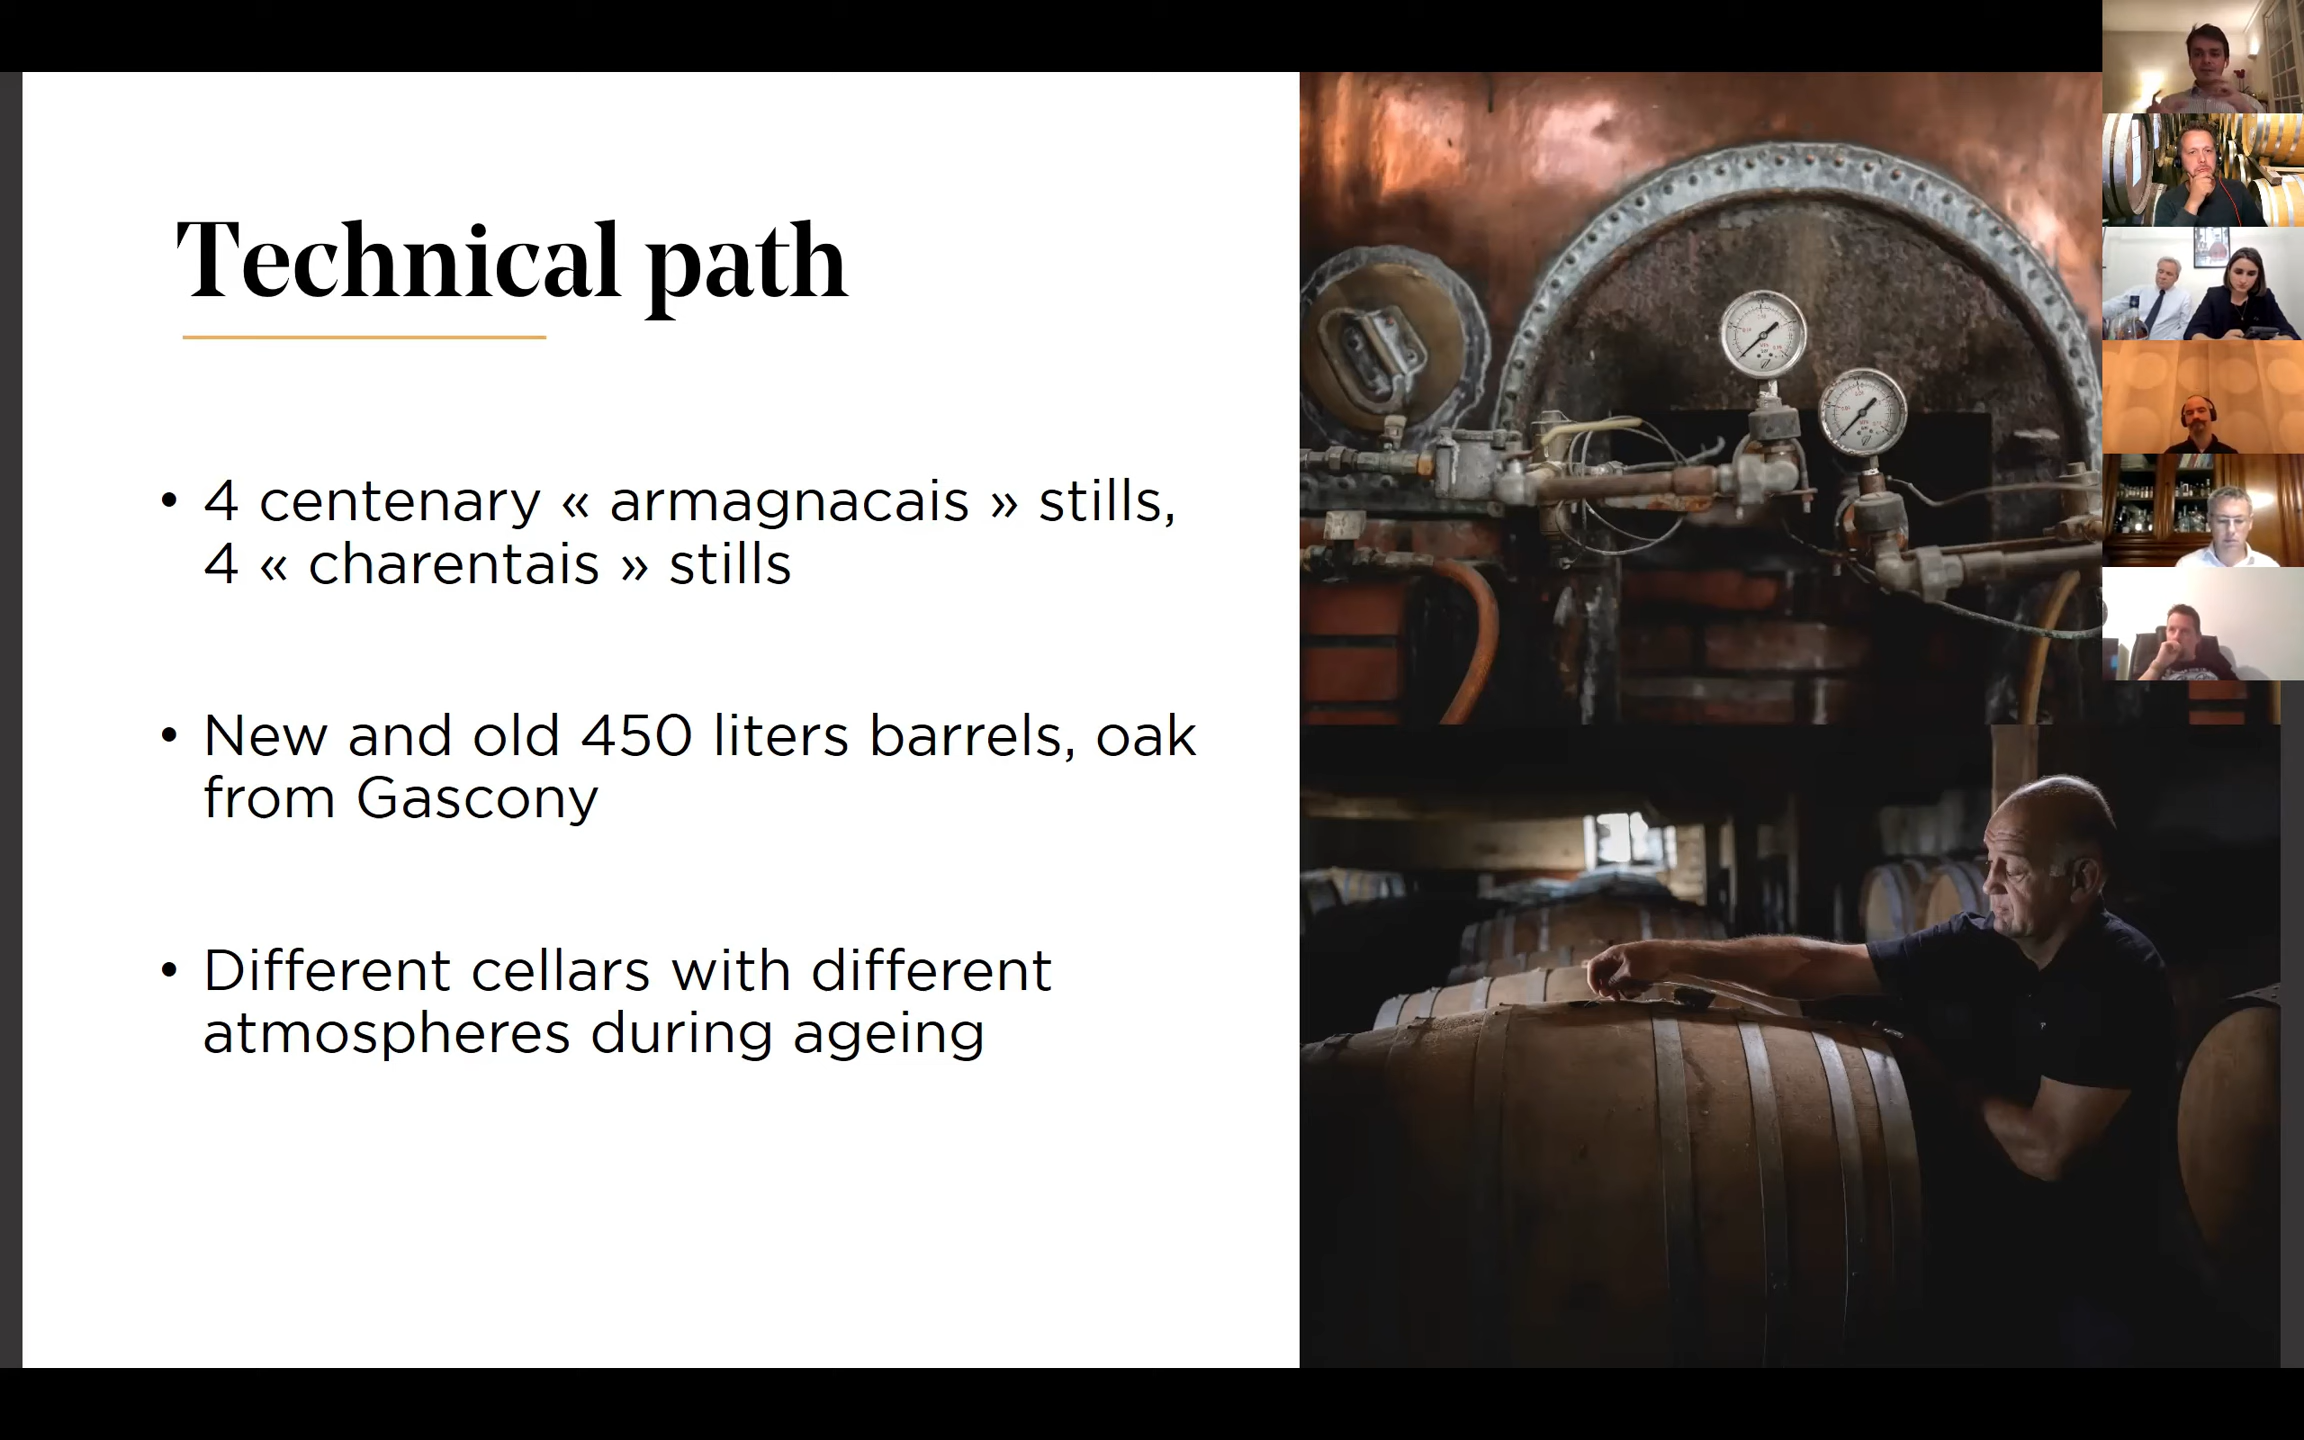 Technical path
• 4 centenary « armagnacais » stills,
4 « charentais » stills
• New and old 450 liters barrels, oak
from Gascony
• Different cellars with different
atmospheres during ageing